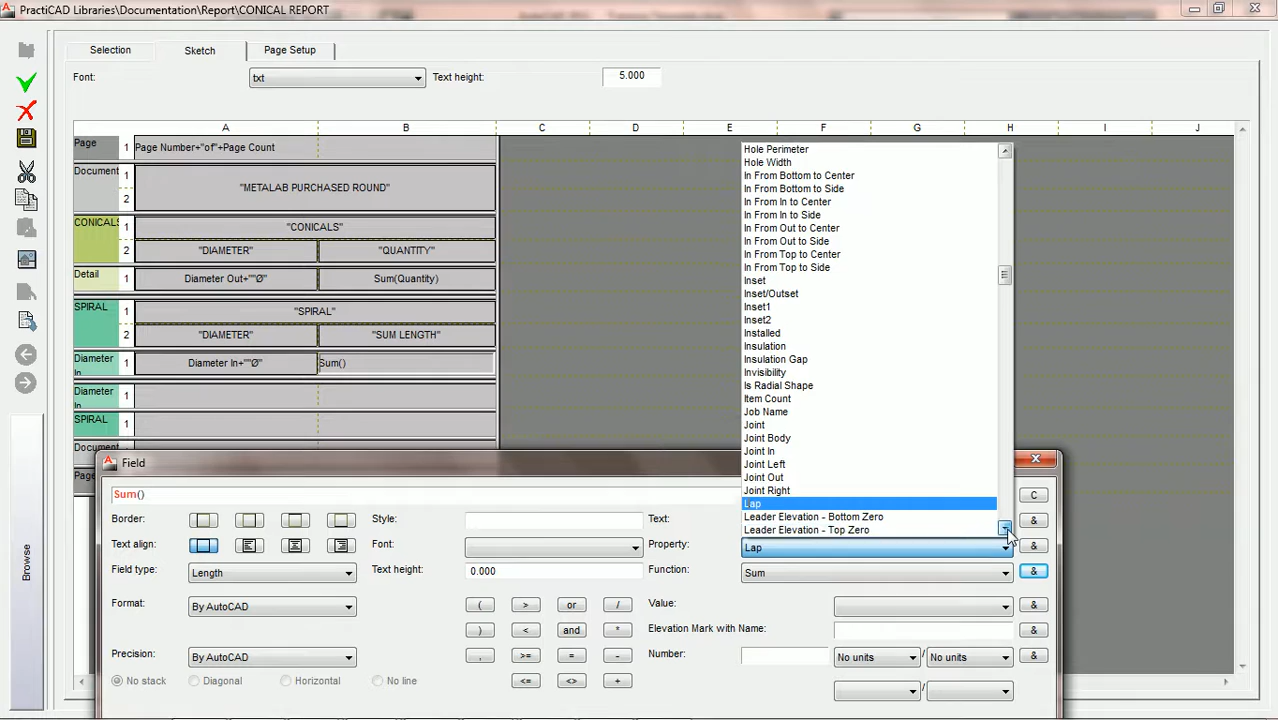 PractiCAD Libraries\Documentation\Report\CONICAL REPORT
Selection
Sketch
Page Setup
Font:
txt
Text height:
5.000
A B C D E F G H I J
Page
1
Page Number+"of"+Page Count
Document
1
2
"METALAB PURCHASED ROUND"
CONICALS
1
"CONICALS"
2
"DIAMETER"
"QUANTITY"
Detail
1
Diameter Out+""Ø"
Sum(Quantity)
SPIRAL
1
"SPIRAL"
2
"DIAMETER"
"SUM LENGTH"
Diameter
In
1
Diameter In+""Ø"
Sum()
Diameter
In
1
SPIRAL
1
Browse
Hole Perimeter
Hole Width
In From Bottom to Center
In From Bottom to Side
In From In to Center
In From In to Side
In From Out to Center
In From Out to Side
In From Top to Center
In From Top to Side
Inset
Inset/Outset
Inset1
Inset2
Installed
Insulation
Insulation Gap
Invisibility
Is Radial Shape
Item Count
Job Name
Joint
Joint Body
Joint In
Joint Left
Joint Out
Joint Right
Lap
Leader Elevation - Bottom Zero
Leader Elevation - Top Zero
Field
Sum()
C
Border:
Style:
Text:
&
Text align:
Font:
Property:
Lap
&
Field type:
Length
Text height:
0.000
Function:
Sum
&
Format:
By AutoCAD
( > or /
Value:
&
) < and *
Elevation Mark with Name:
&
Precision:
By AutoCAD
, >= = -
Number:
No units
/
No units
&
No stack
Diagonal
Horizontal
No line
<= <> +
/